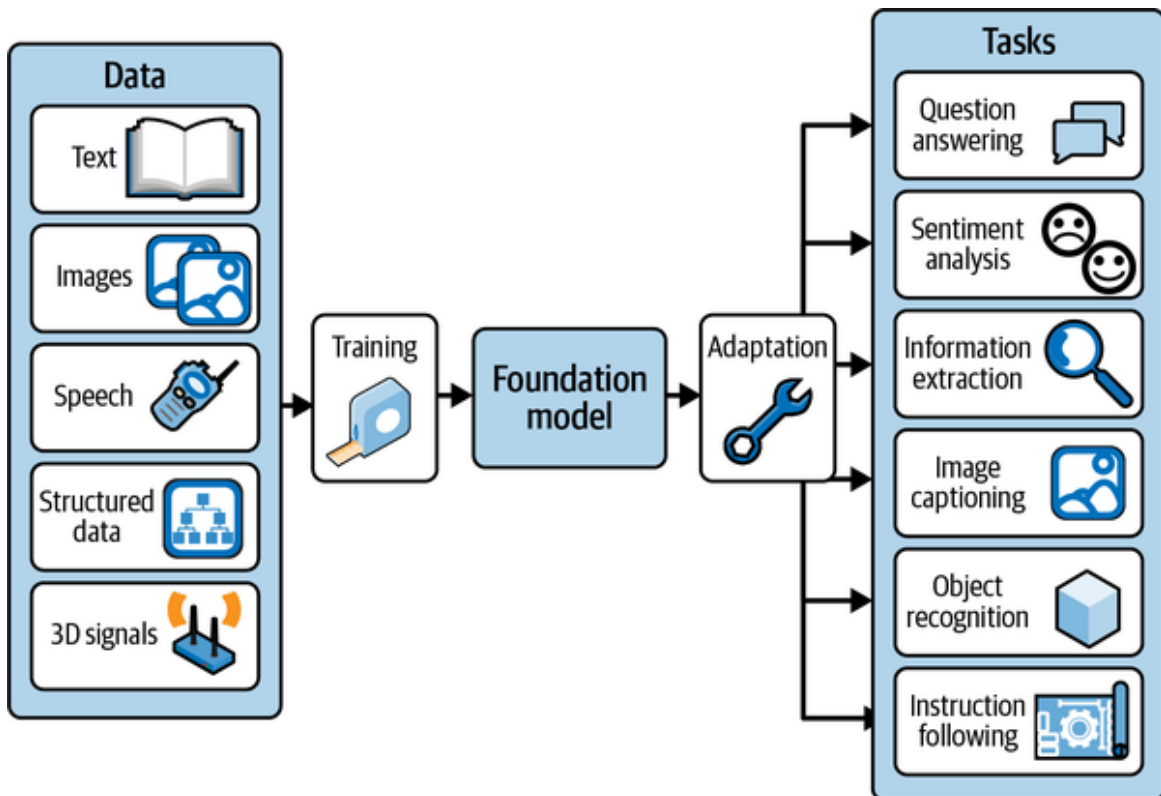 Data
Text
Images
Speech
Structured
data
3D signals
Training
Foundation
model
Adaptation
Tasks
Question
answering
Sentiment
analysis
Information
extraction
Image
captioning
Object
recognition
Instruction
following